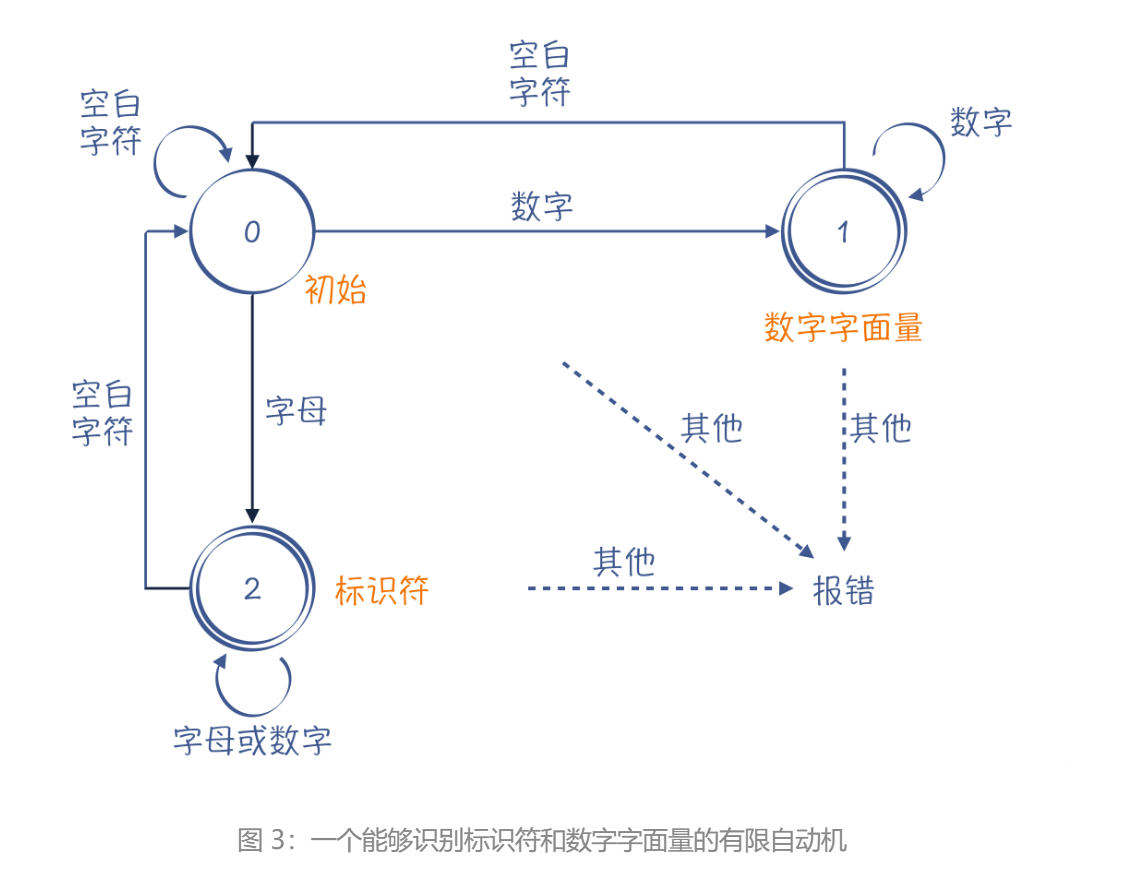 空白
字符
空白
字符
数字
数字
0
1
初始
数字字面量
空白
字符
字母
其他
其他
其他
2
标识符
报错
字母或数字
图 3：一个能够识别标识符和数字字面量的有限自动机